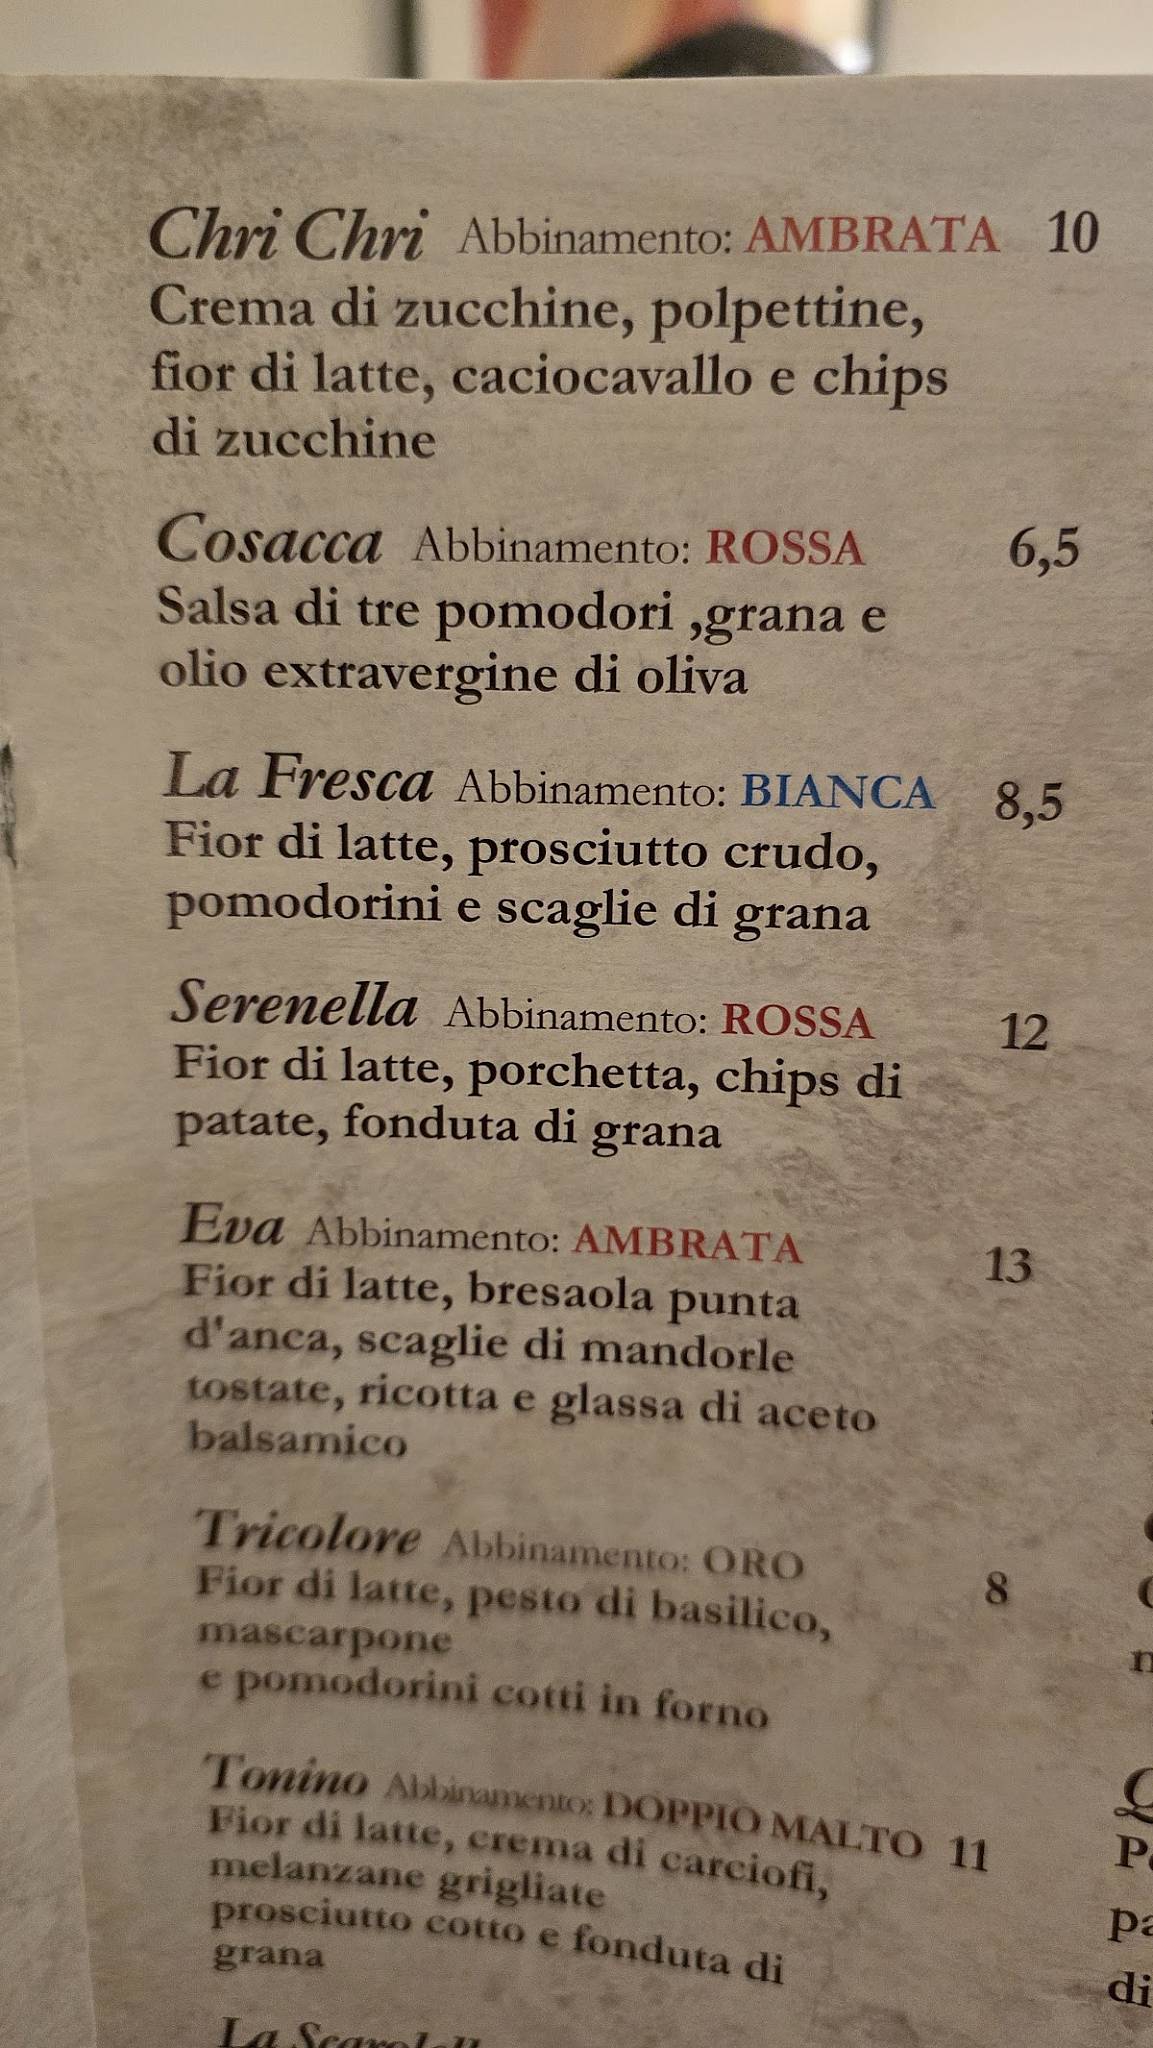 Chri Chri Abbinamento: AMBRATA 10
Crema di zucchine, polpettine,
fior di latte, caciocavallo e chips
di zucchine
Cosacca Abbinamento: ROSSA 6,5
Salsa di tre pomodori ,grana e
olio extravergine di oliva
La Fresca Abbinamento: BIANCA 8,5
Fior di latte, prosciutto crudo,
pomodorini e scaglie di grana
Serenella Abbinamento: ROSSA 12
Fior di latte, porchetta, chips di
patate, fonduta di grana
Eva Abbinamento: AMBRATA 13
Fior di latte, bresaola punta
d'anca, scaglie di mandorle
tostate, ricotta e glassa di aceto
balsamico
Tricolore Abbinamento: ORO 8
Fior di latte, pesto di basilico,
mascarpone
e pomodorini cotti in forno
Tonino Abbinamento: DOPPIO MALTO 11
Fior di latte, crema di carciofi,
melanzane grigliate
prosciutto cotto e fonduta di
grana
La